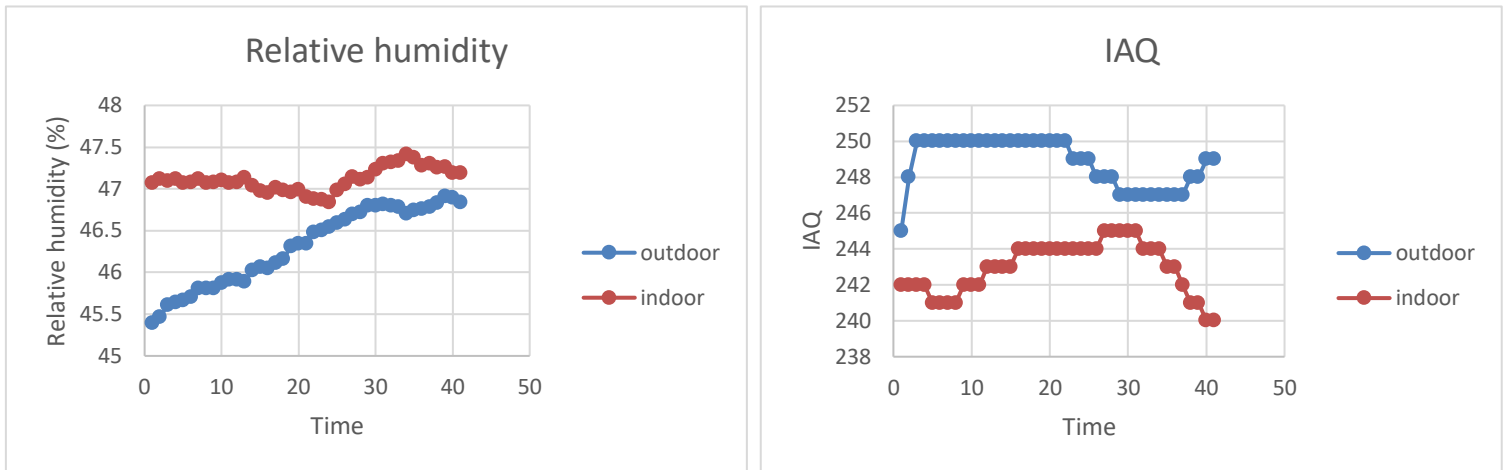 Relative humidity
Relative humidity (%)
48
47.5
47
46.5
46
45.5
45
0 10 20 30 40 50
Time
outdoor
indoor
IAQ
IAQ
252
250
248
246
244
242
240
238
0 10 20 30 40 50
Time
outdoor
indoor